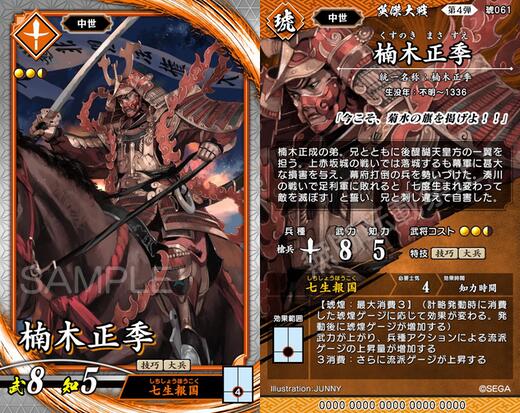 中世
SAMPLE
楠木正季
技巧 大兵
武8 知5
しちしょうほうこく
七生報国
4
琥
中世
英傑大戦
第4弾
琥061
くすのき まさ すえ
楠木正季
統一名称:楠木正季
生没年:不明~1336
「今こそ、菊水の旗を掲げよ!!」
楠木正成の弟。兄とともに後醍醐天皇方の一翼を
担う。上赤坂城の戦いでは落城するも幕軍に甚大
な損害を与え、幕府打倒の兵を勢いづけた。湊川
の戦いで足利軍に敗れると「七度生まれ変わって
敵を滅ぼす」と誓い、兄と刺し違えて自害した。
兵種 武力 知力 武将コスト
槍兵 8 5 特技 技巧 大兵
しちしょうほうこく 必要士気 効果時間
七生報国 4 知力時間
効果範囲
【琥煌・最大消費3】(計略発動時に消費
した琥煌ゲージに応じて効果が変わる。発
動後に琥煌ゲージが増加する)
武力が上がり、兵種アクションによる流派ゲ
ージの上昇量が増加する
3消費:さらに流派ゲージが上昇する
Illustration:JUNNY
©SEGA
0000 0000 0000 0000 0000